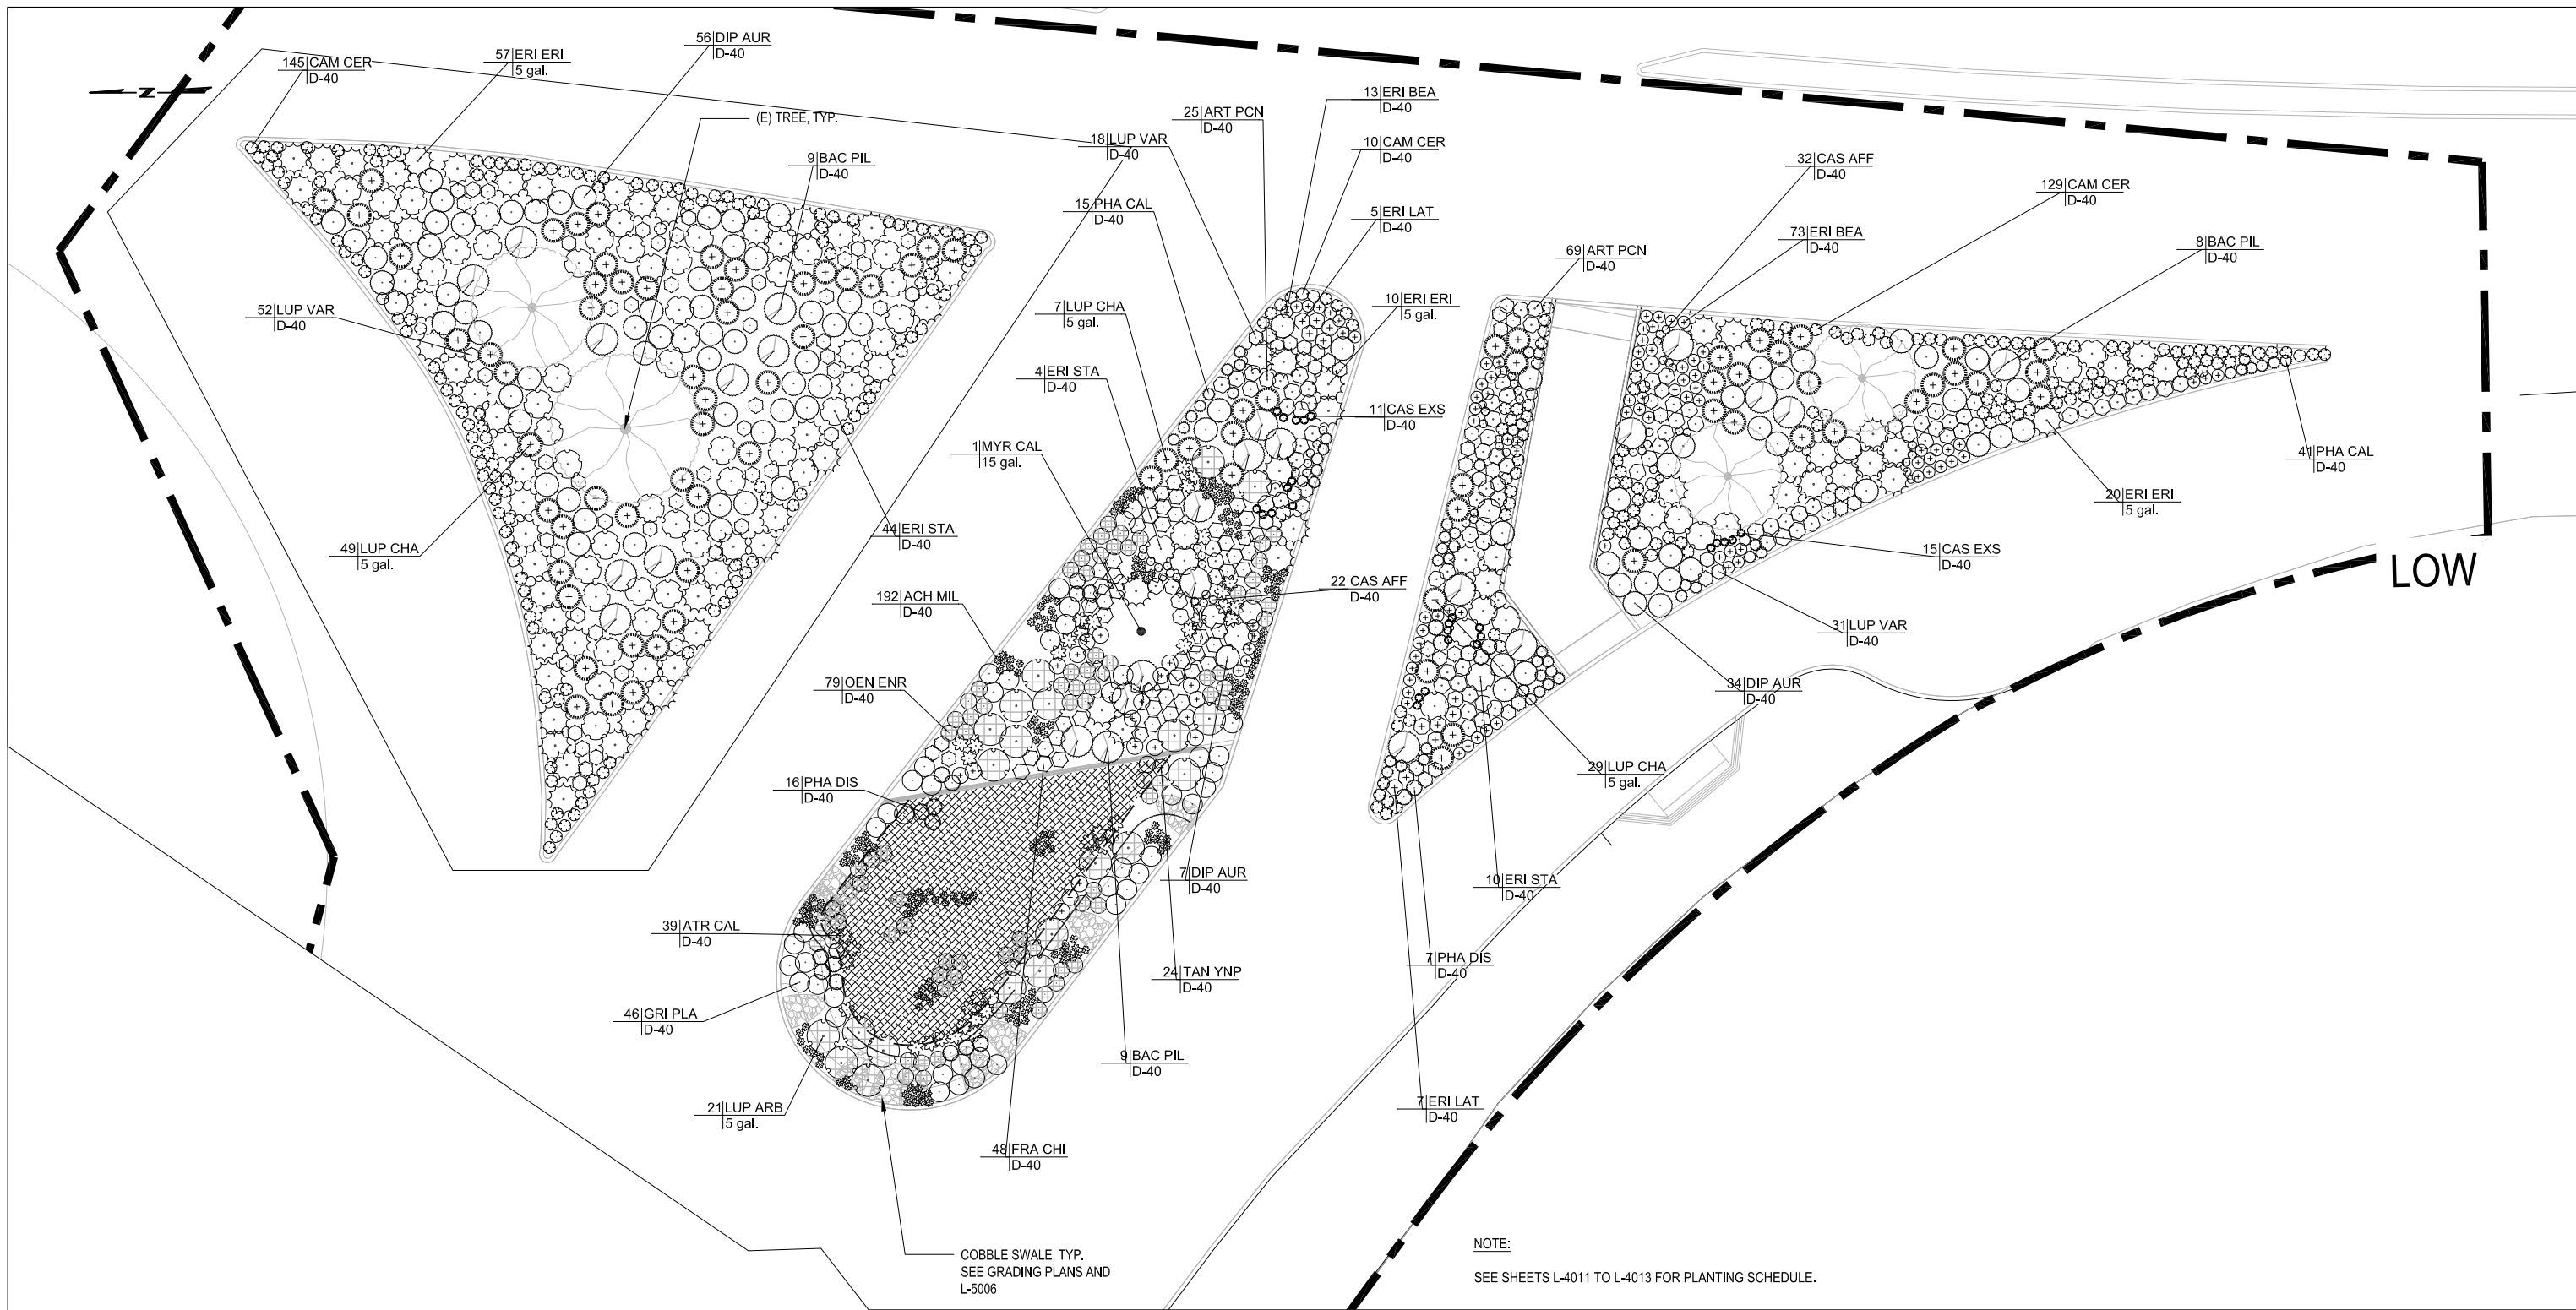 145 CAM CER
D-40
57 ERI ERI
5 gal.
56 DIP AUR
D-40
N
(E) TREE, TYP.
9 BAC PIL
D-40
18 LUP VAR
D-40
25 ART PCN
D-40
13 ERI BEA
D-40
10 CAM CER
D-40
15 PHA CAL
D-40
5 ERI LAT
D-40
32 CAS AFF
D-40
129 CAM CER
D-40
73 ERI BEA
D-40
8 BAC PIL
D-40
69 ART PCN
D-40
52 LUP VAR
D-40
7 LUP CHA
5 gal.
10 ERI ERI
5 gal.
4 ERI STA
D-40
11 CAS EXS
D-40
1 MYR CAL
15 gal.
41 PHA CAL
D-40
20 ERI ERI
5 gal.
44 ERI STA
D-40
49 LUP CHA
5 gal.
15 CAS EXS
D-40
LOW
22 CAS AFF
D-40
192 ACH MIL
D-40
31 LUP VAR
D-40
79 OEN ENR
D-40
34 DIP AUR
D-40
16 PHA DIS
D-40
29 LUP CHA
5 gal.
7 DIP AUR
D-40
10 ERI STA
D-40
39 ATR CAL
D-40
7 PHA DIS
D-40
24 TAN YNP
D-40
46 GRI PLA
D-40
9 BAC PIL
D-40
21 LUP ARB
5 gal.
7 ERI LAT
D-40
48 FRA CHI
D-40
COBBLE SWALE, TYP.
SEE GRADING PLANS AND
L-5006
NOTE:
SEE SHEETS L-4011 TO L-4013 FOR PLANTING SCHEDULE.